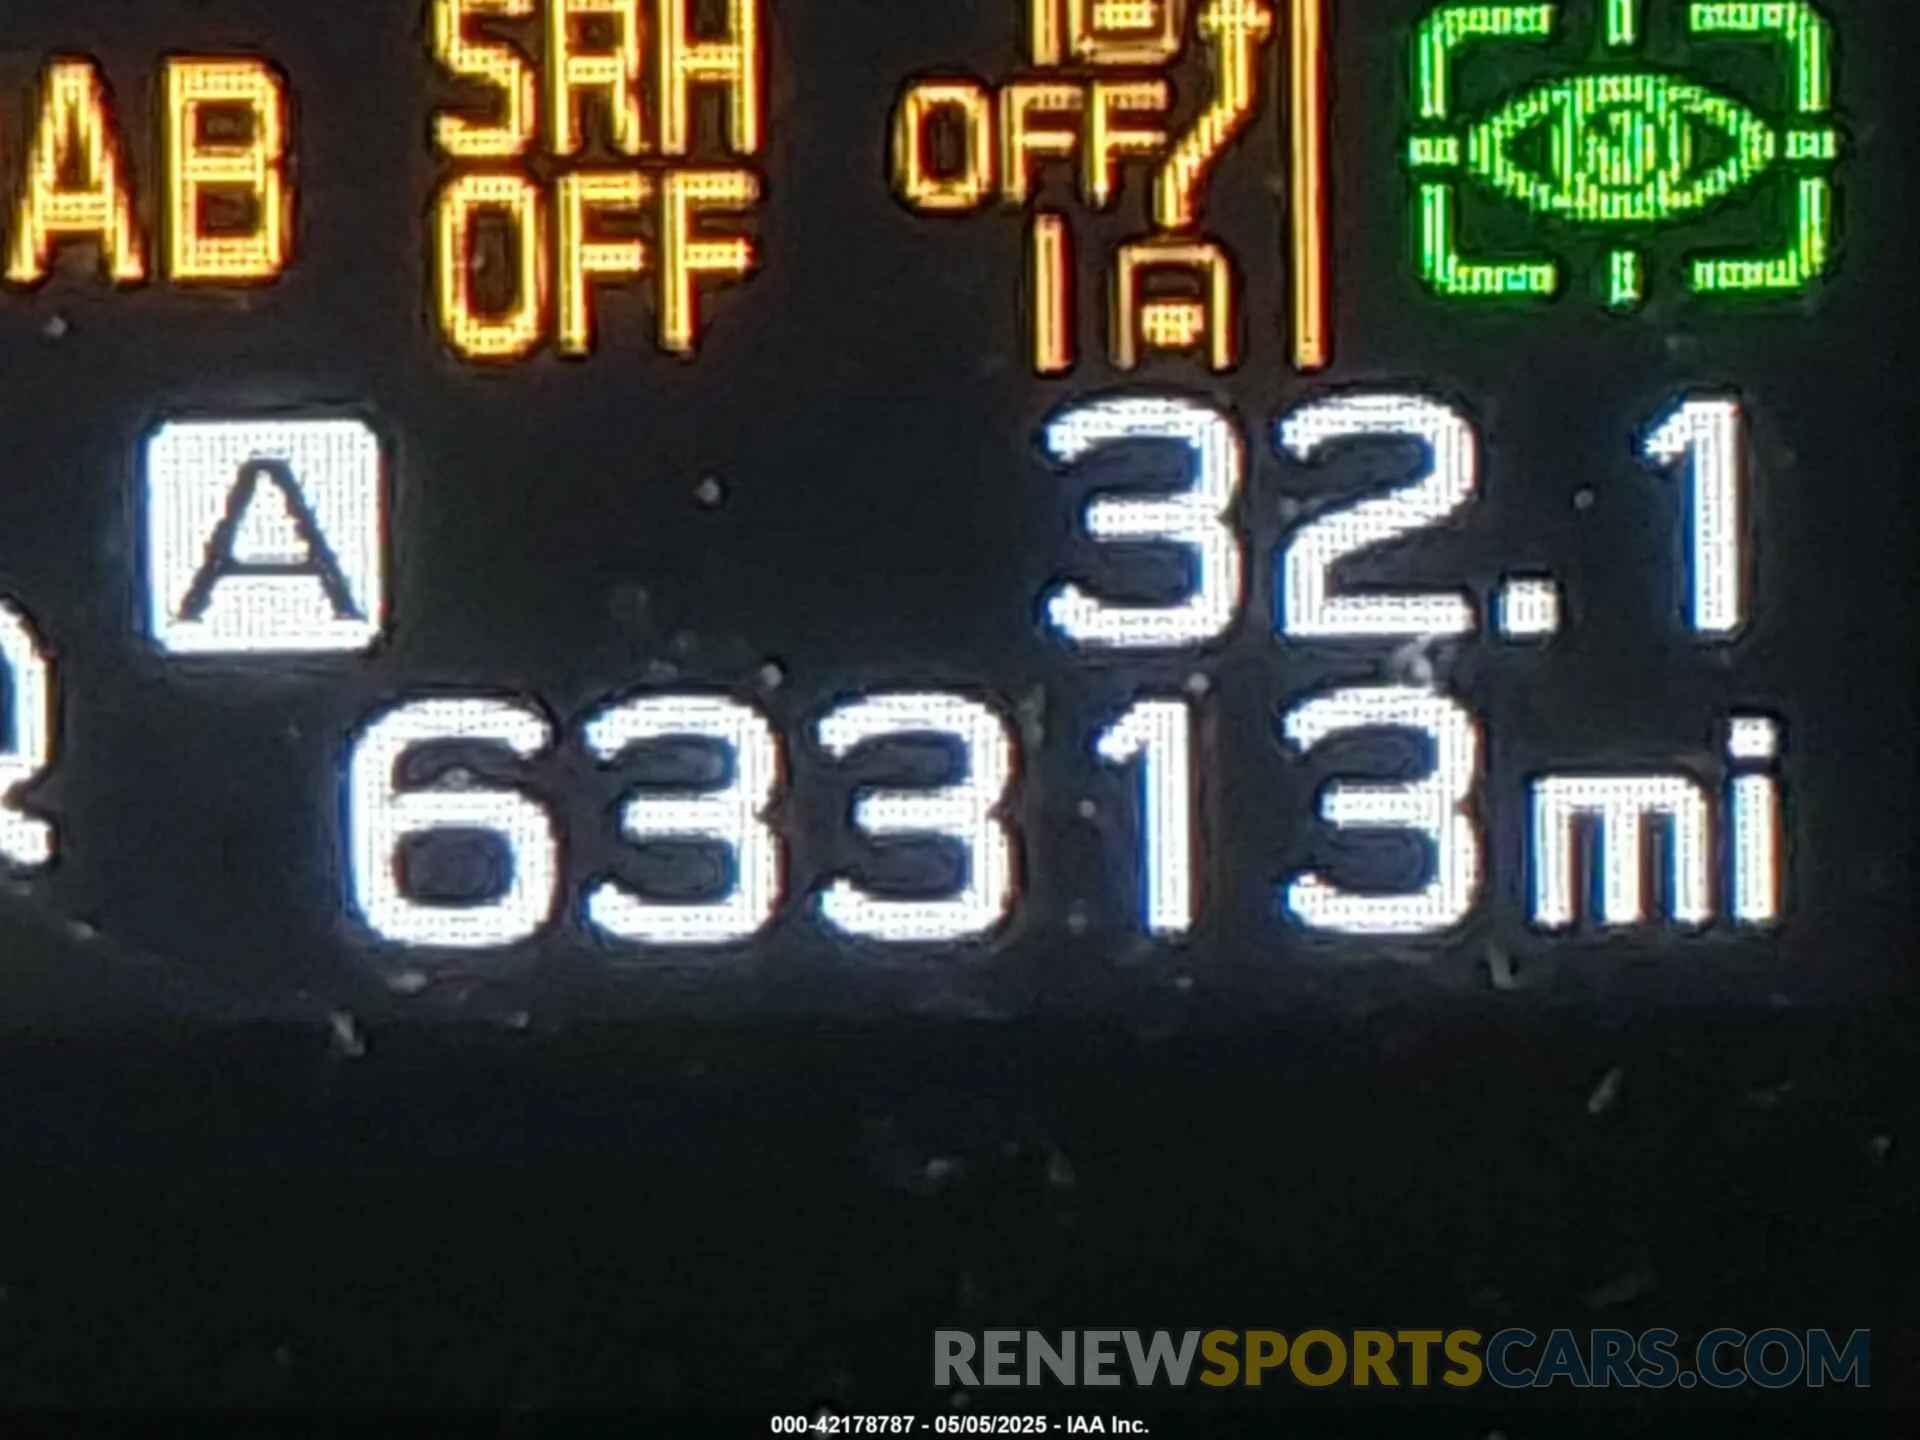 AB
SRH
OFF
OFF
A
32.1
63313mi
RENEWSPORTSCARS.COM
000-42178787 - 05/05/2025 - IAA Inc.